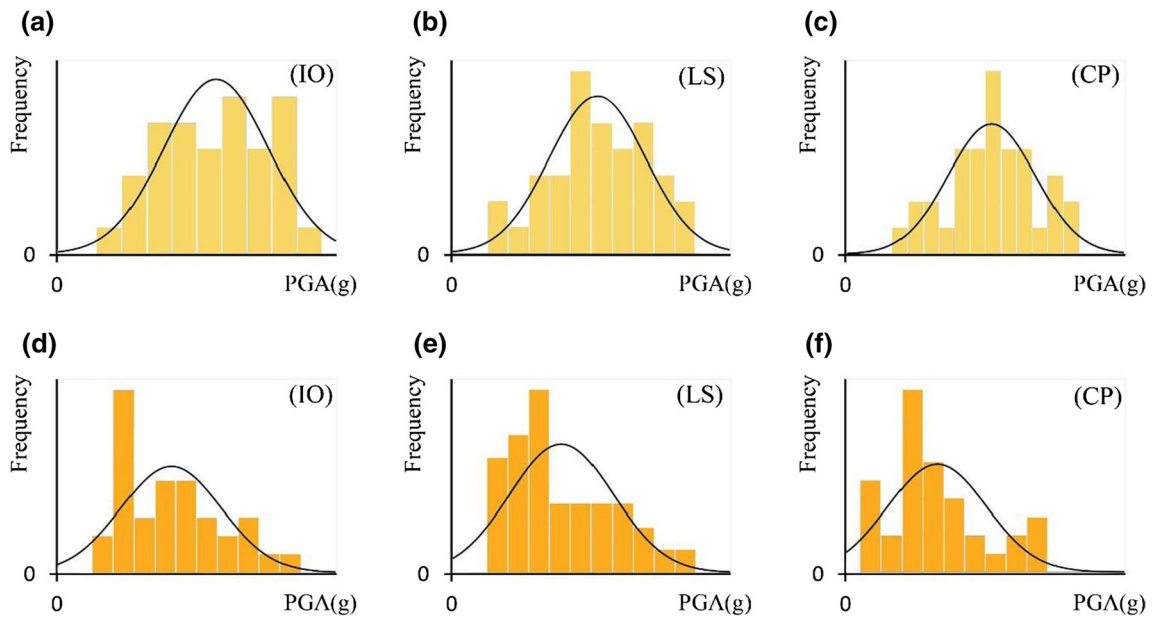 (a)
Frequency
(IO)
0
0
PGA(g)
(b)
Frequency
(LS)
0
0
PGA(g)
(c)
Frequency
(CP)
0
0
PGA(g)
(d)
Frequency
(IO)
0
0
PGA(g)
(e)
Frequency
(LS)
0
0
PGA(g)
(f)
Frequency
(CP)
0
0
PGA(g)